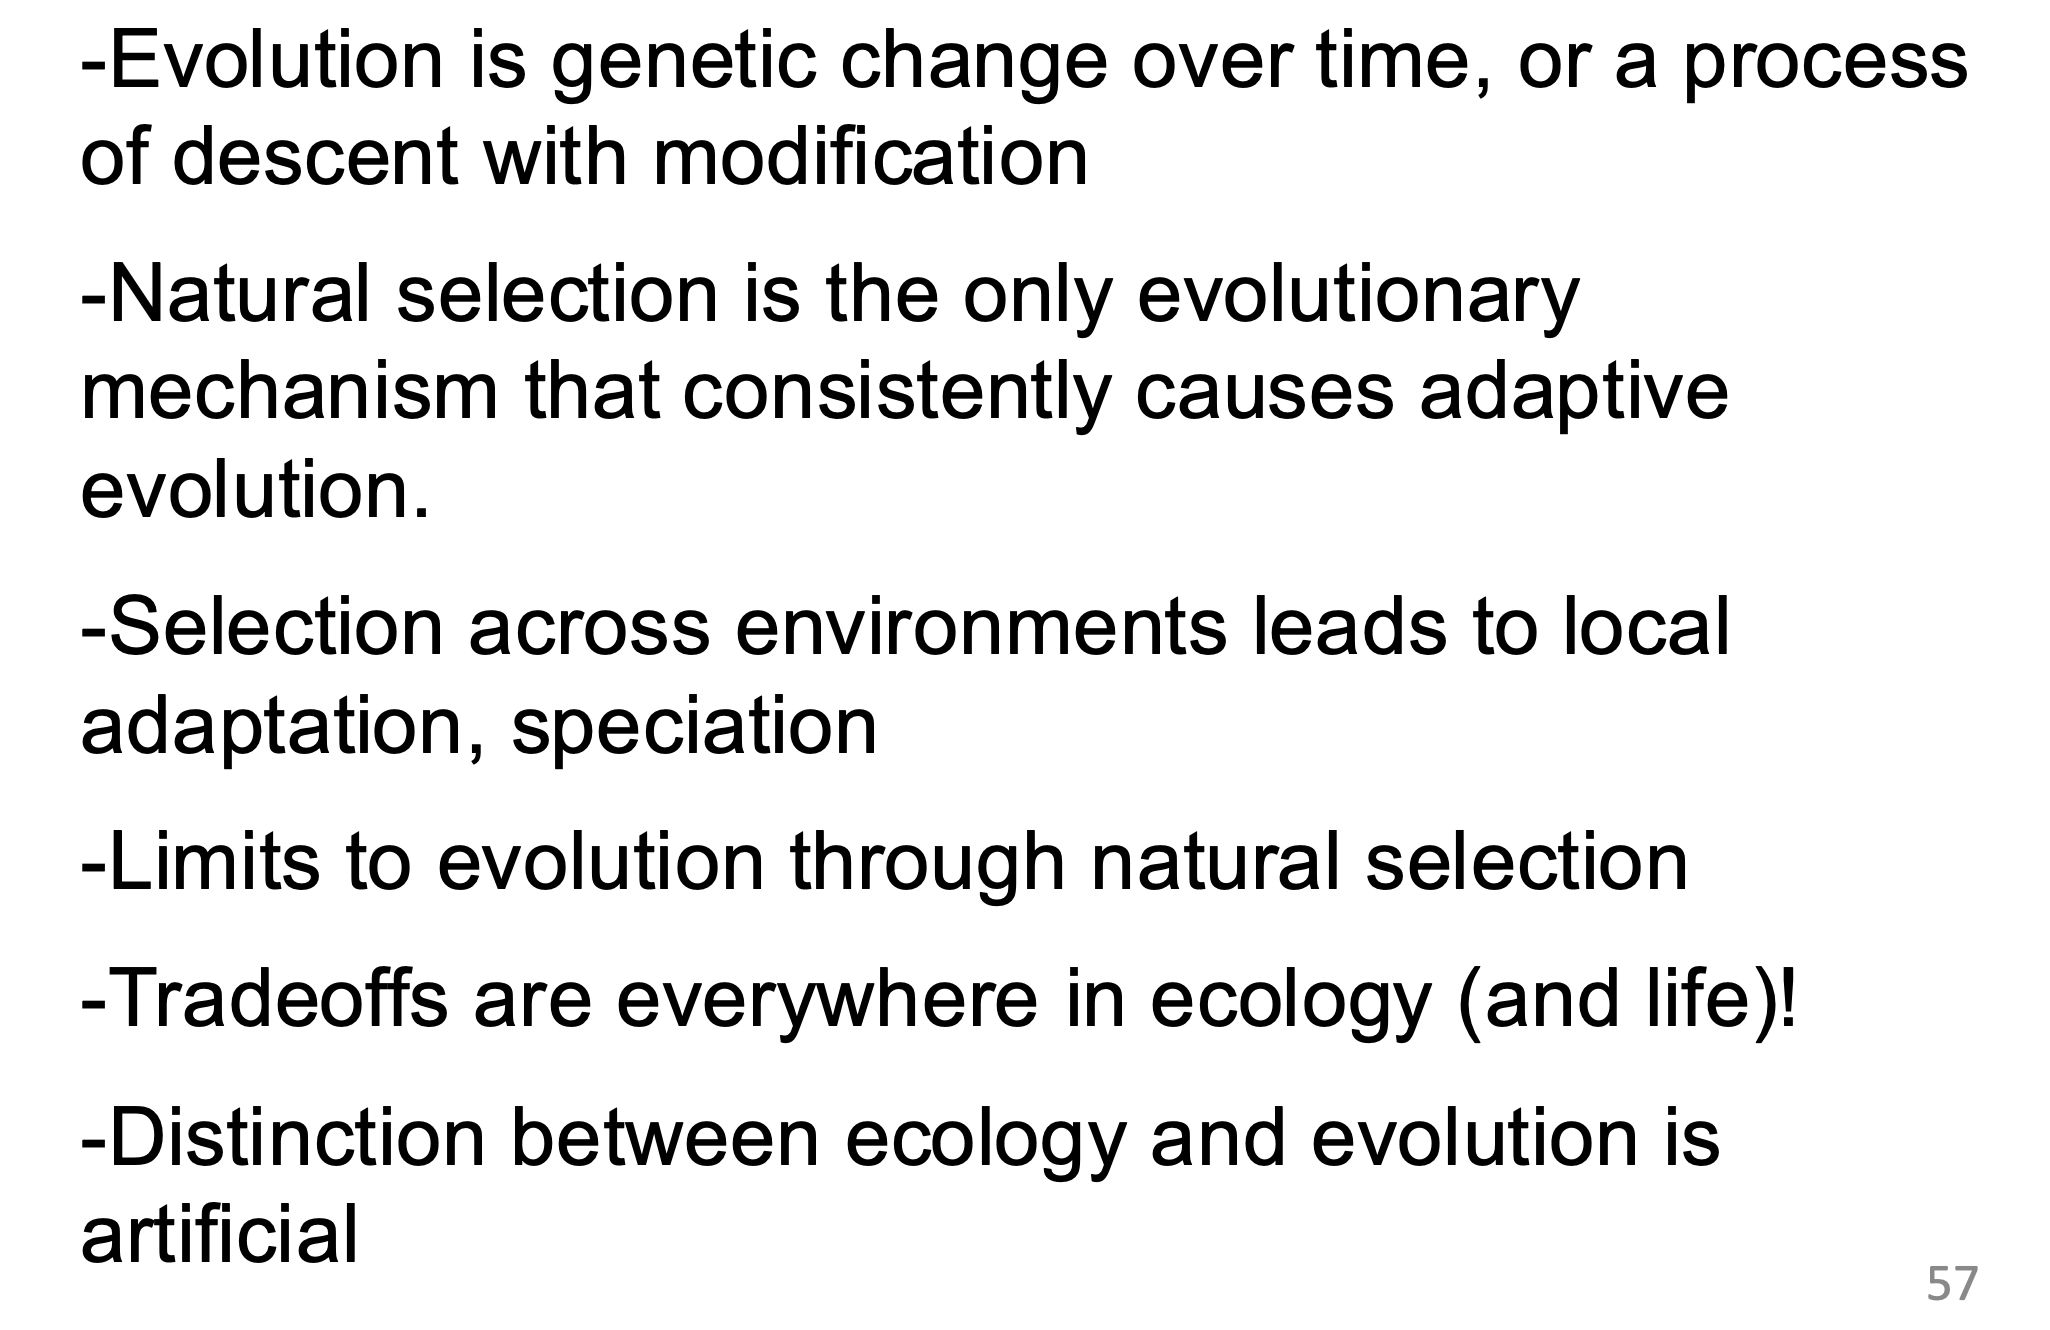 -Evolution is genetic change over time, or a process
of descent with modification
-Natural selection is the only evolutionary
mechanism that consistently causes adaptive
evolution.
-Selection across environments leads to local
adaptation, speciation
-Limits to evolution through natural selection
-Tradeoffs are everywhere in ecology (and life)!
-Distinction between ecology and evolution is
artificial
57